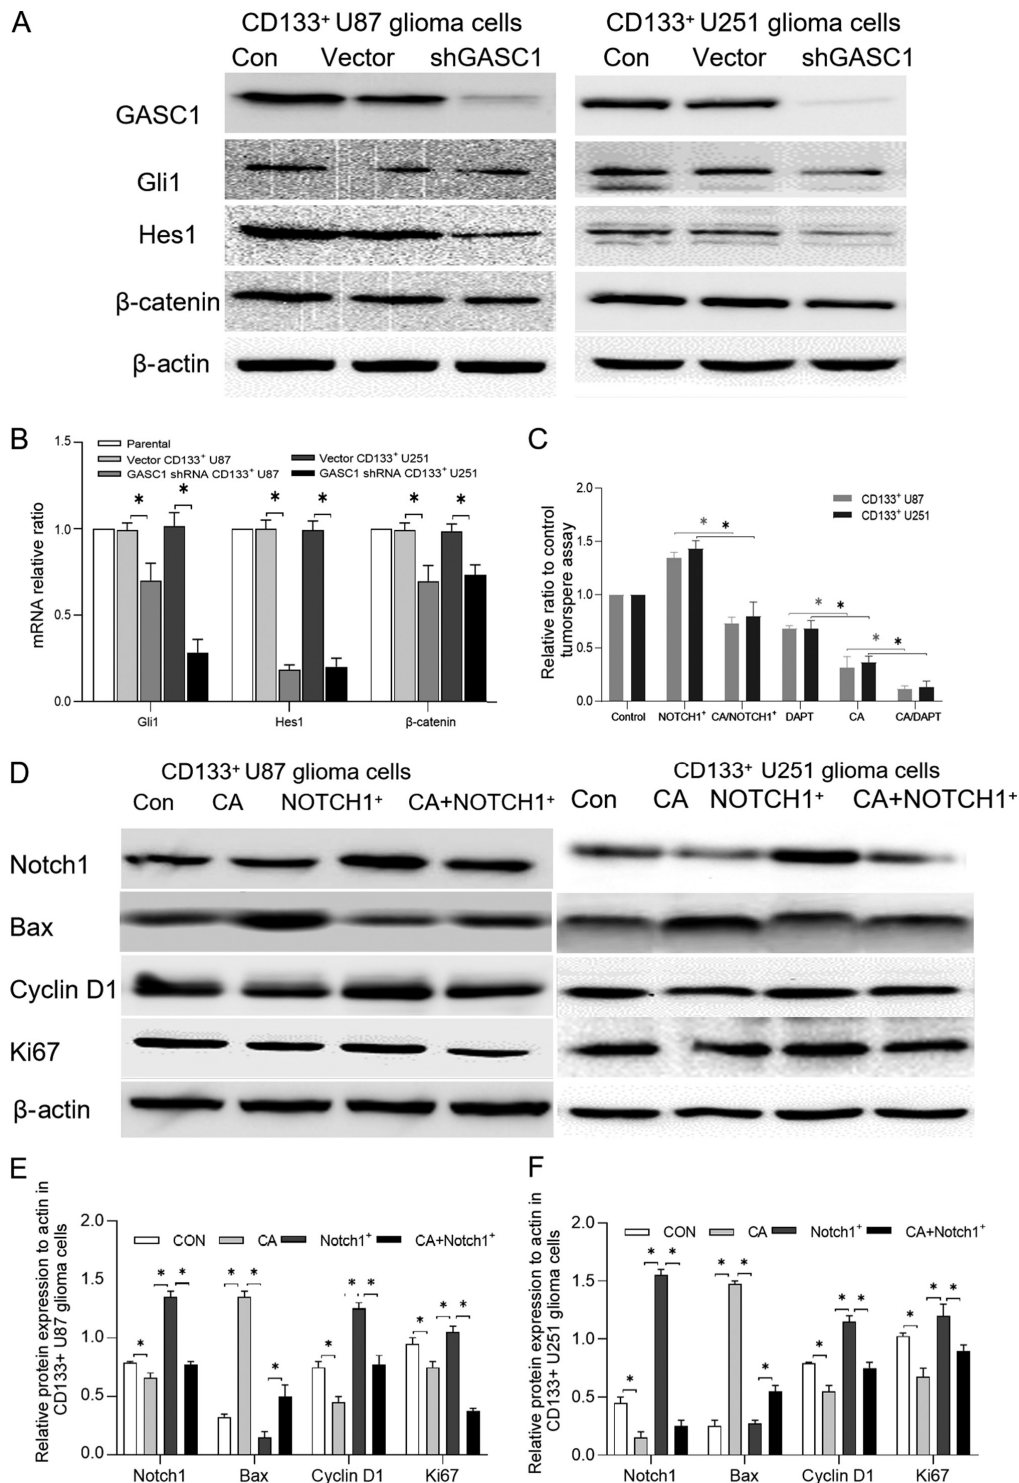 A
CD133⁺ U87 glioma cells
CD133⁺ U251 glioma cells
Con Vector shGASC1
Con Vector shGASC1
GASC1
Gli1
Hes1
β-catenin
β-actin
B
1.5
1.0
0.5
0.0
mRNA relative ratio
Parental
Vector CD133⁺ U87
GASC1 shRNA CD133⁺ U87
Vector CD133⁺ U251
GASC1 shRNA CD133⁺ U251
* * * * * *
Gli1 Hes1 β-catenin
C
2.0
1.5
1.0
0.5
0.0
Relative ratio to control
tumorspere assay
CD133⁺ U87
CD133⁺ U251
* * * * * *
Control NOTCH1⁺ CA/NOTCH1⁺ DAPT CA CA/DAPT
D
CD133⁺ U87 glioma cells
CD133⁺ U251 glioma cells
Con CA NOTCH1⁺ CA+NOTCH1⁺
Con CA NOTCH1⁺ CA+NOTCH1⁺
Notch1
Bax
Cyclin D1
Ki67
β-actin
E
2.0
1.5
1.0
0.5
0.0
Relative protein expression to actin in
CD133+ U87 glioma cells
CON CA Notch1⁺ CA+Notch1⁺
* * * * * * * * * * * *
Notch1 Bax Cyclin D1 Ki67
F
2.0
1.5
1.0
0.5
0.0
Relative protein expression to actin in
CD133+ U251 glioma cells
CON CA Notch1⁺ CA+Notch1⁺
* * * * * * * * * * * *
Notch1 Bax Cyclin D1 Ki67